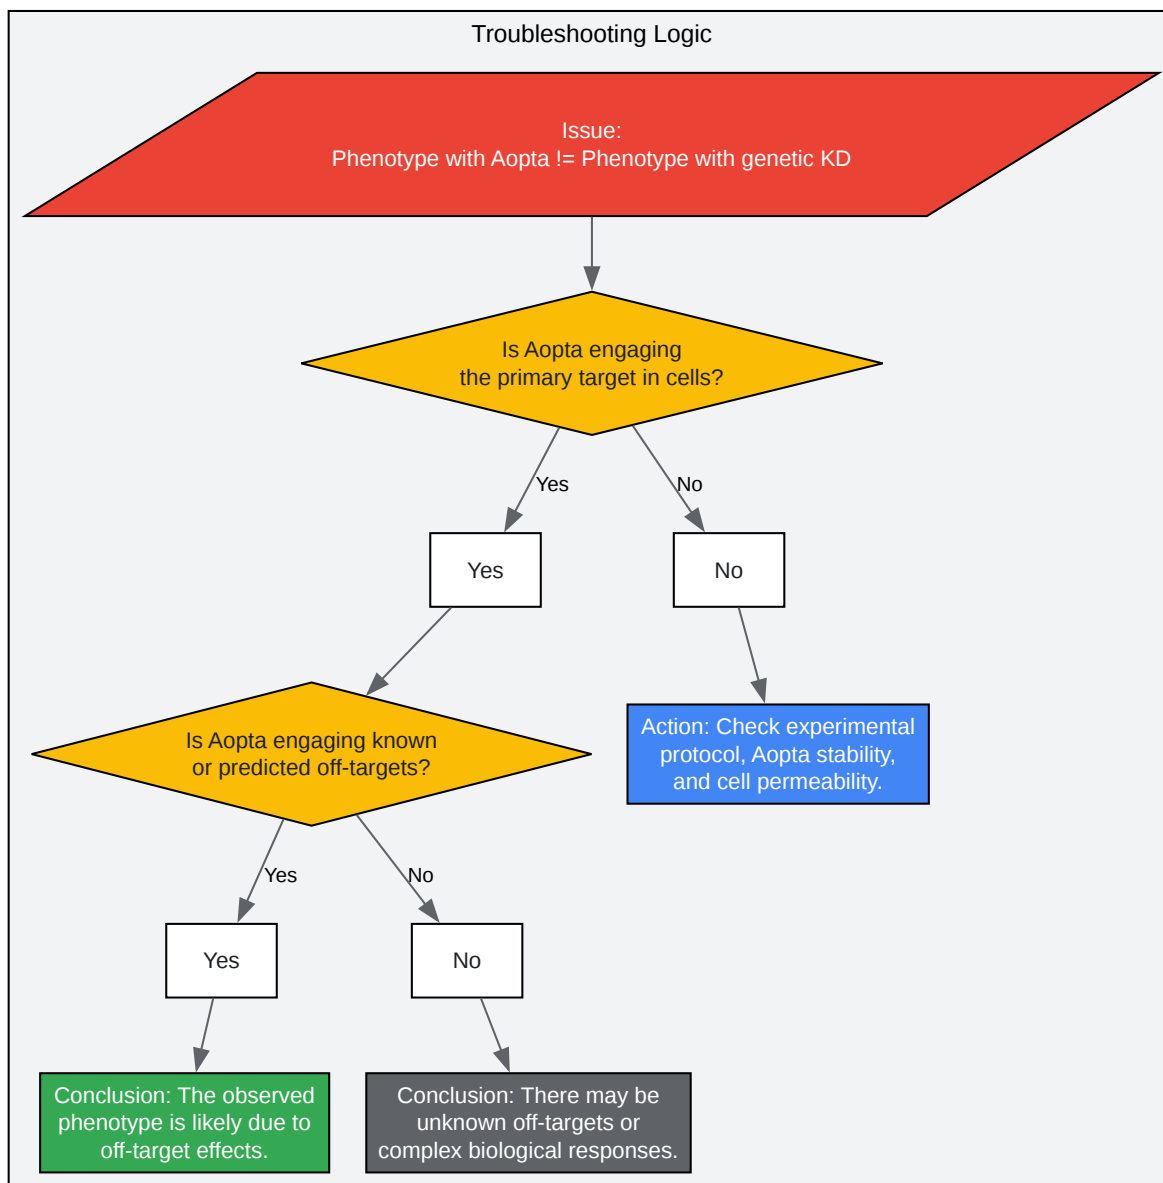 Troubleshooting Logic
Issue:
Phenotype with Aopta != Phenotype with genetic KD
Is Aopta engaging
the primary target in cells?
Yes
No
Yes
No
Is Aopta engaging known
or predicted off-targets?
Action: Check experimental
protocol, Aopta stability,
and cell permeability.
Yes
No
Yes
No
Conclusion: The observed
phenotype is likely due to
off-target effects.
Conclusion: There may be
unknown off-targets or
complex biological responses.